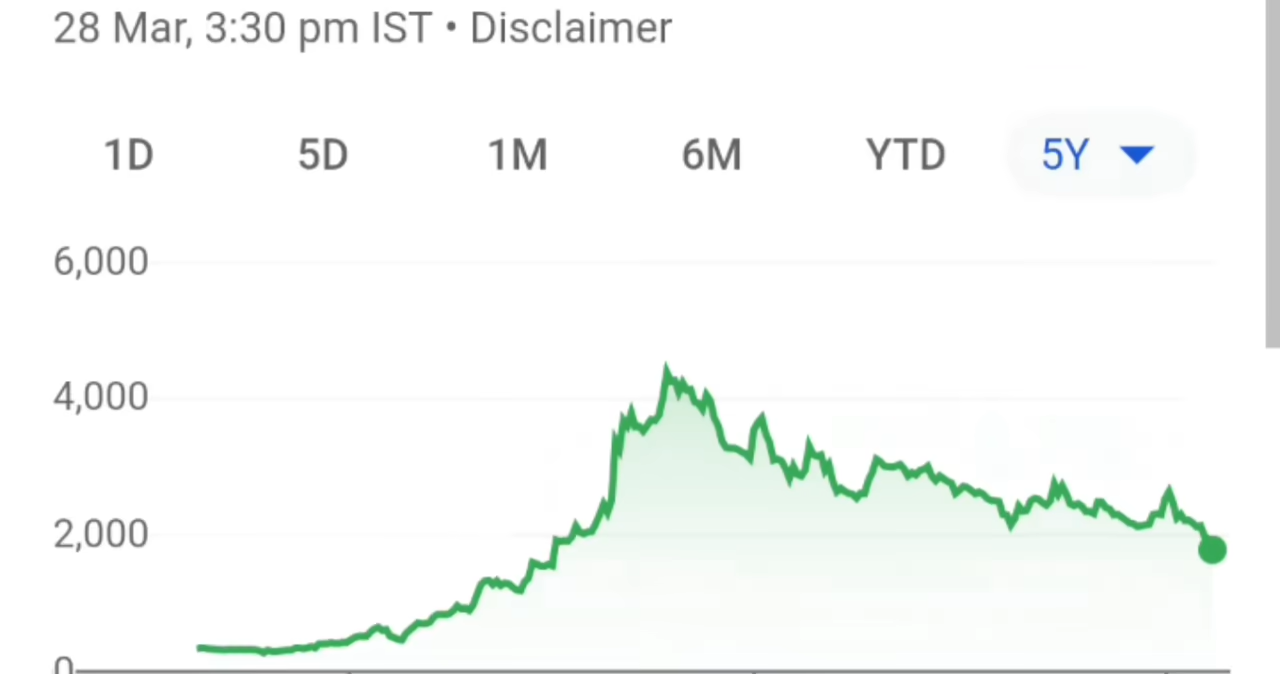 28 Mar, 3:30 pm IST • Disclaimer
1D 5D 1M 6M YTD 5Y
6,000
4,000
2,000
0